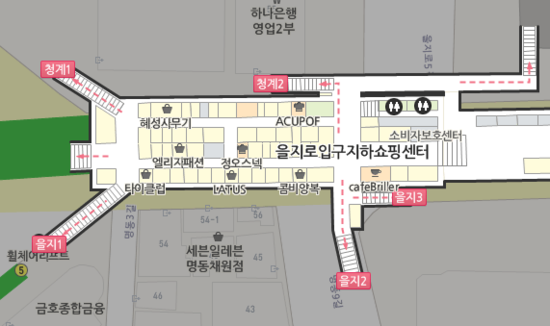 하나은행
영업2부
을지로5
청계1
청계2
혜성사무기
ACUPOF
소비자보호센터
을지로입구지하쇼핑센터
엘리지패션
정오스넥
타이클럽
LATUS
콤비양복
cafeBriller
을지3
54-1
56
을지1
휠체어리프트
5
54
세븐일레븐
명동채원점
45
을지2
46
43
금호종합금융